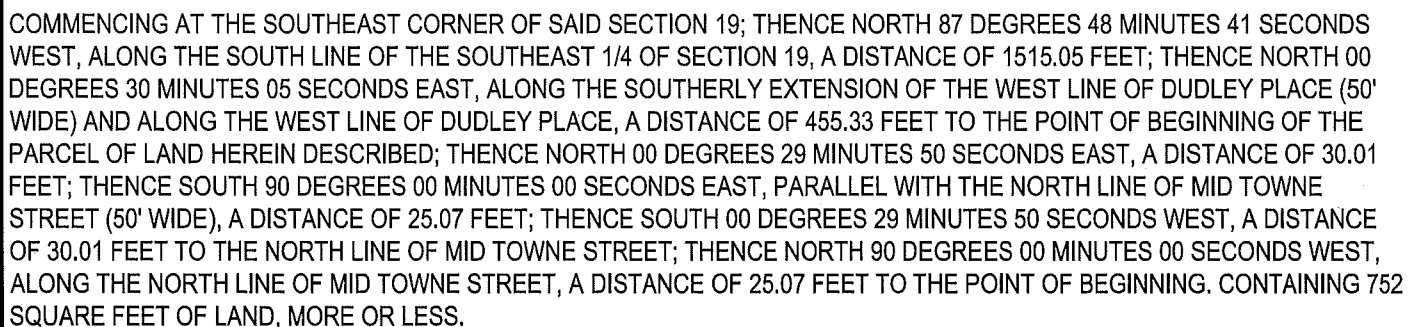 COMMENCING AT THE SOUTHEAST CORNER OF SAID SECTION 19; THENCE NORTH 87 DEGREES 48 MINUTES 41 SECONDS
WEST, ALONG THE SOUTH LINE OF THE SOUTHEAST 1/4 OF SECTION 19, A DISTANCE OF 1515.05 FEET; THENCE NORTH 00
DEGREES 30 MINUTES 05 SECONDS EAST, ALONG THE SOUTHERLY EXTENSION OF THE WEST LINE OF DUDLEY PLACE (50'
WIDE) AND ALONG THE WEST LINE OF DUDLEY PLACE, A DISTANCE OF 455.33 FEET TO THE POINT OF BEGINNING OF THE
PARCEL OF LAND HEREIN DESCRIBED; THENCE NORTH 00 DEGREES 29 MINUTES 50 SECONDS EAST, A DISTANCE OF 30.01
FEET; THENCE SOUTH 90 DEGREES 00 MINUTES 00 SECONDS EAST, PARALLEL WITH THE NORTH LINE OF MID TOWNE
STREET (50' WIDE), A DISTANCE OF 25.07 FEET; THENCE SOUTH 00 DEGREES 29 MINUTES 50 SECONDS WEST, A DISTANCE
OF 30.01 FEET TO THE NORTH LINE OF MID TOWNE STREET; THENCE NORTH 90 DEGREES 00 MINUTES 00 SECONDS WEST,
ALONG THE NORTH LINE OF MID TOWNE STREET, A DISTANCE OF 25.07 FEET TO THE POINT OF BEGINNING. CONTAINING 752
SQUARE FEET OF LAND, MORE OR LESS.